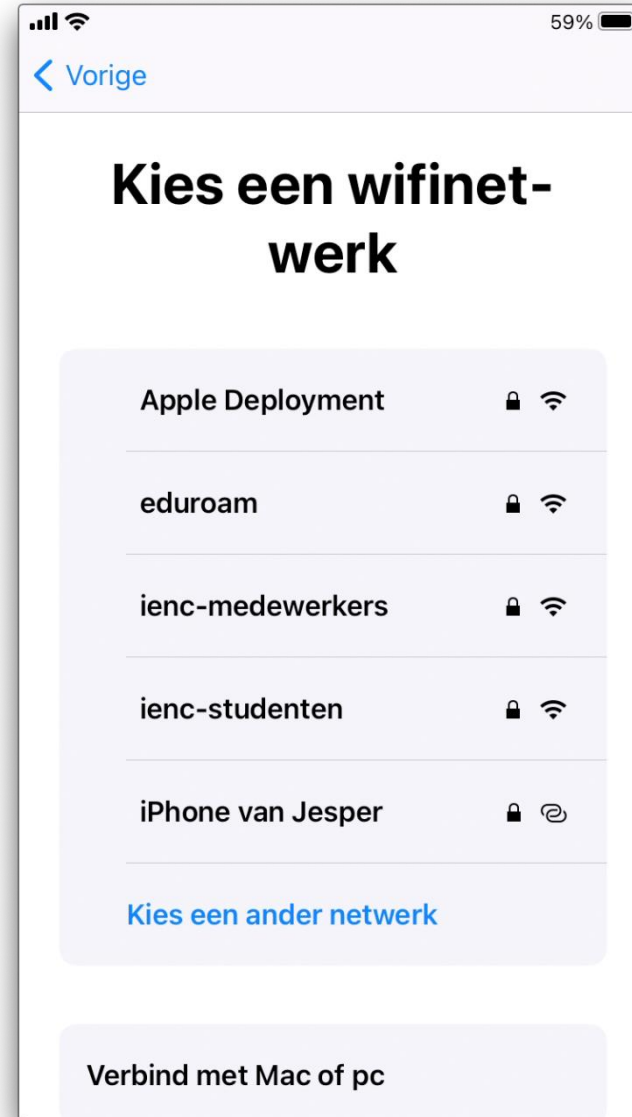 59%
Vorige
Kies een wifinet-
werk
Apple Deployment
eduroam
ienc-medewerkers
ienc-studenten
iPhone van Jesper
Kies een ander netwerk
Verbind met Mac of pc